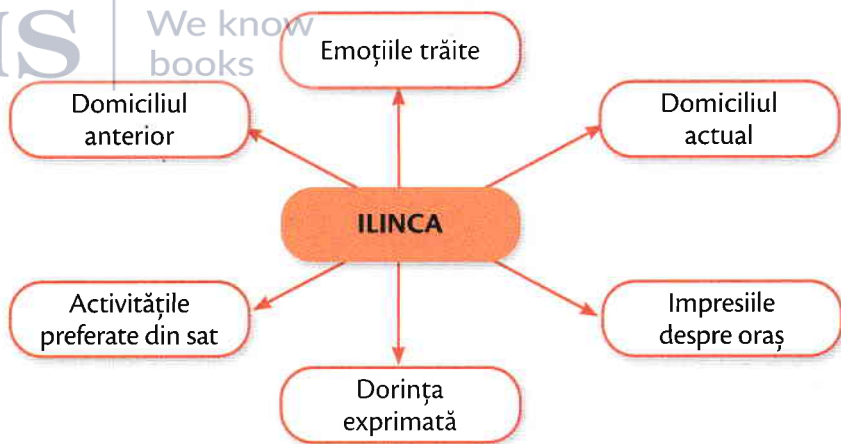 We know
books
Emoțiile trăite
Domiciliul
anterior
Domiciliul
actual
ILINCA
Activitățile
preferate din sat
Impresiile
despre oraș
Dorința
exprimată